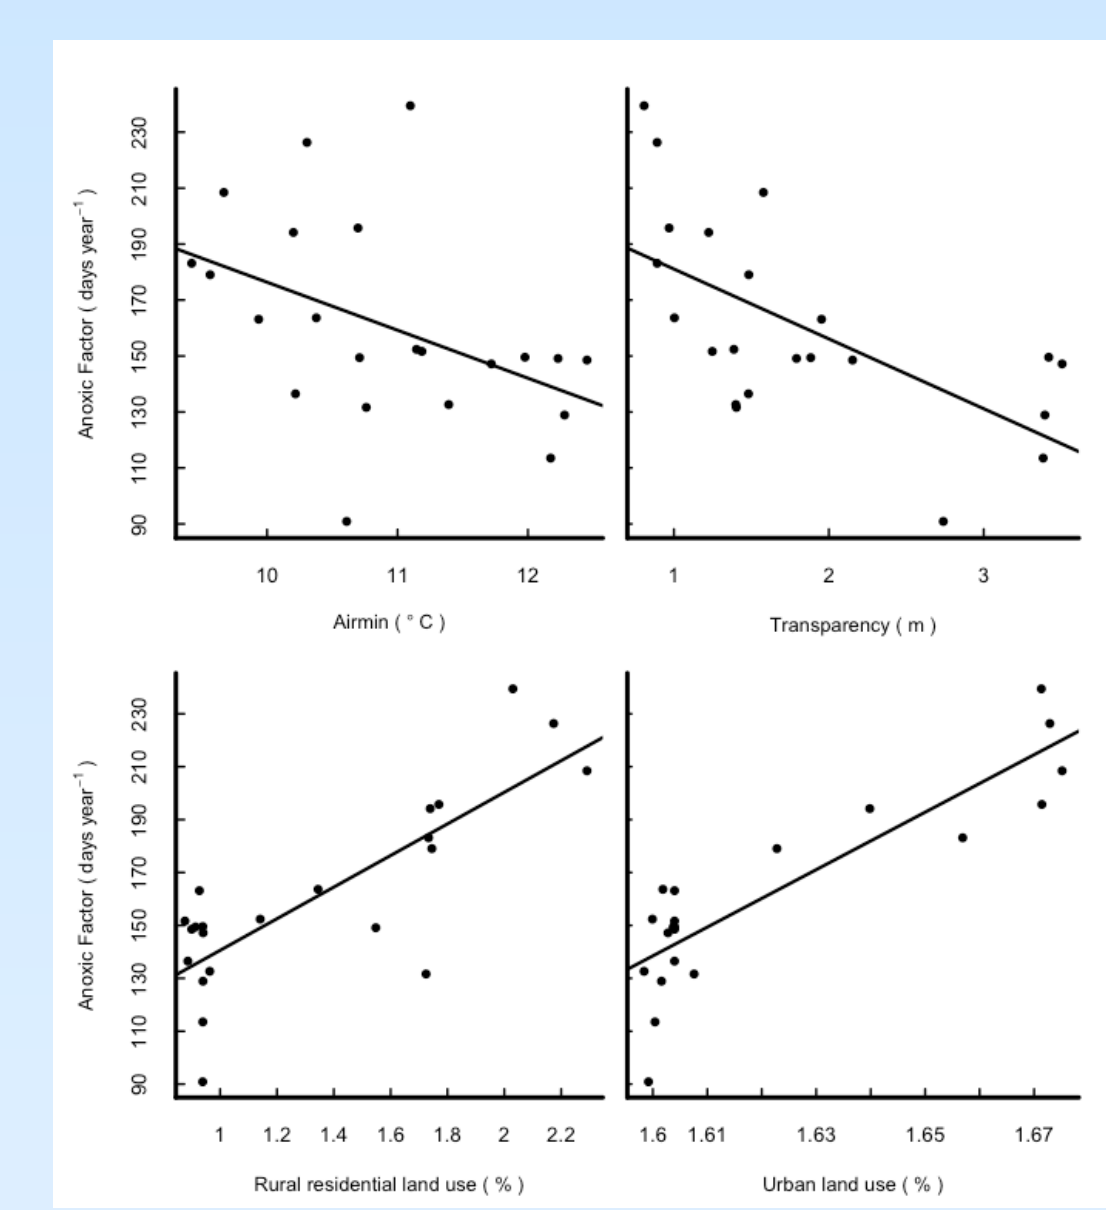 Anoxic Factor ( days year⁻¹ )
230
210
190
170
150
130
110
90
10 11 12
Airmin ( ° C )
1 2 3
Transparency ( m )
Anoxic Factor ( days year⁻¹ )
230
210
190
170
150
130
110
90
1 1.2 1.4 1.6 1.8 2 2.2
Rural residential land use ( % )
1.6 1.61 1.63 1.65 1.67
Urban land use ( % )